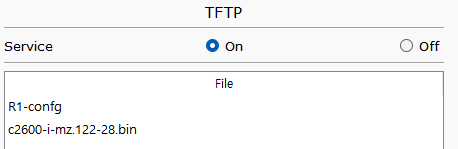 TFTP
Service On Off
File
R1-confg
c2600-i-mz.122-28.bin